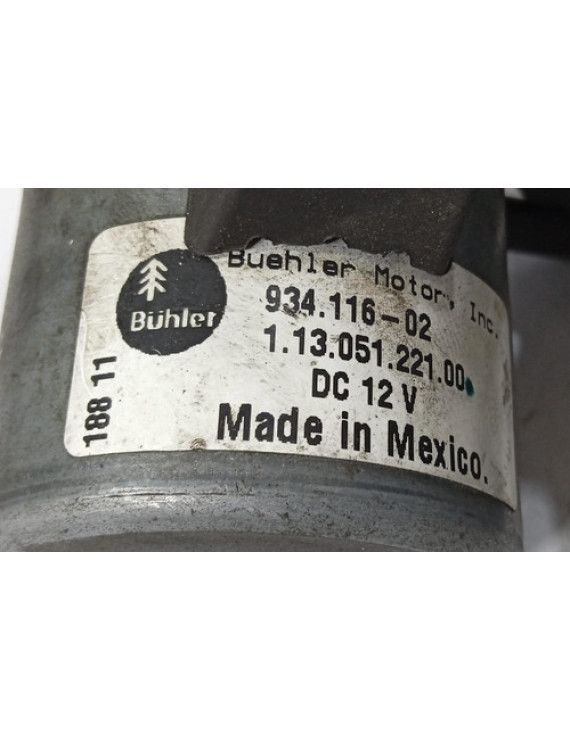 Buehler Motor, Inc.
Bühler
934.116-02
1.13.051.221.00
DC 12 V
188 11
Made in Mexico.